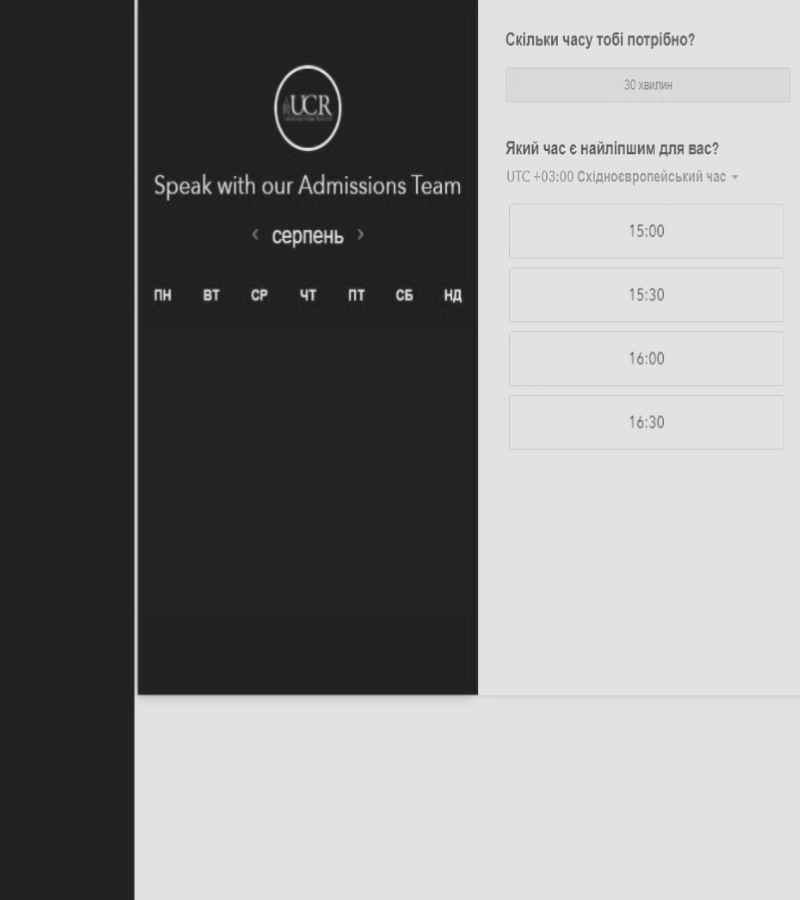 UCR
Speak with our Admissions Team
‹ серпень ›
ПН ВТ СР ЧТ ПТ СБ НД
Скільки часу тобі потрібно?
30 хвилин
Який час є найліпшим для вас?
UTC +03:00 Східноєвропейський час
15:00
15:30
16:00
16:30